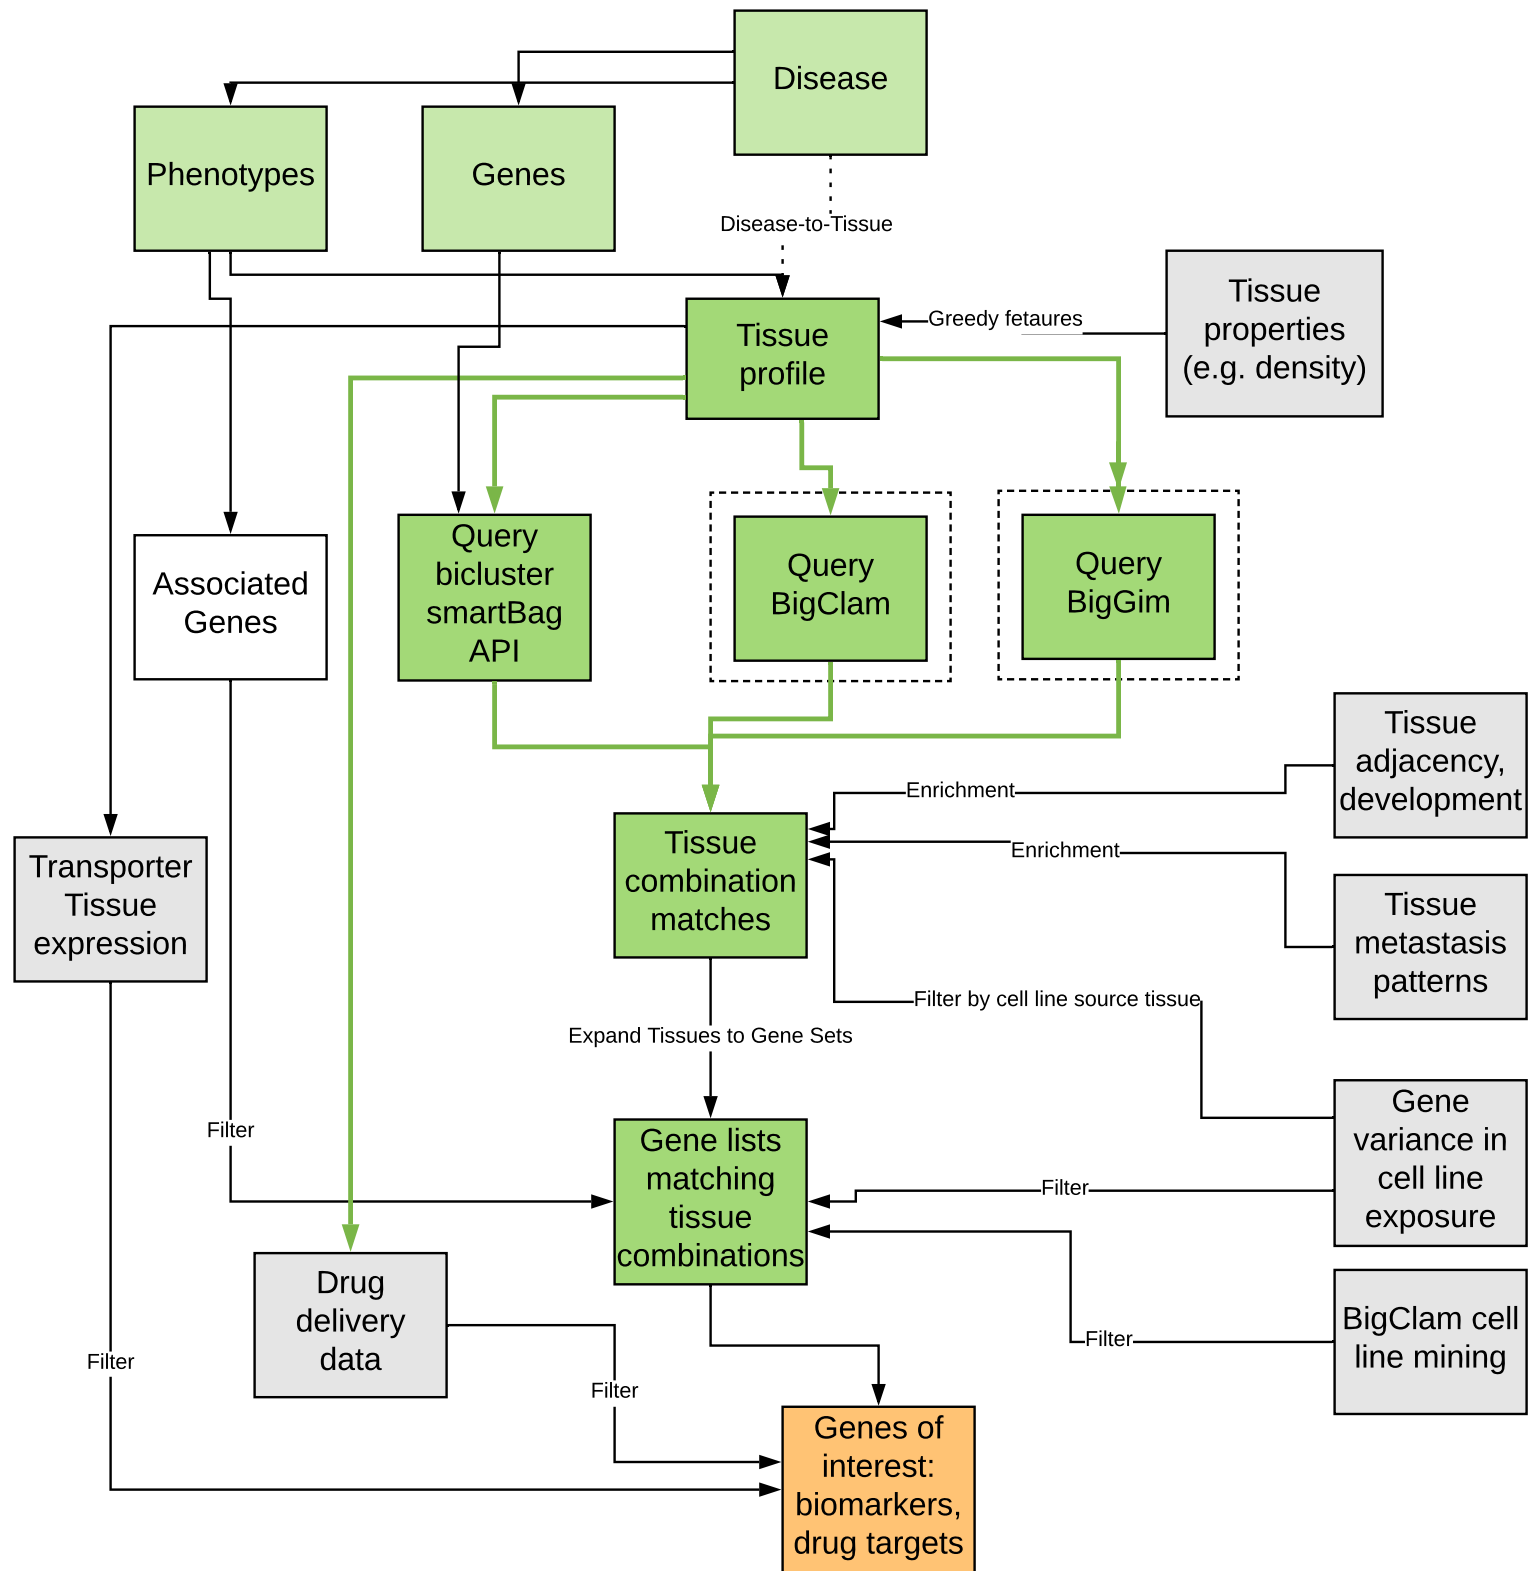 Disease
Phenotypes
Genes
Disease-to-Tissue
Tissue
properties
(e.g. density)
Greedy fetaures
Tissue
profile
Query
bicluster
smartBag
API
Query
BigClam
Query
BigGim
Associated
Genes
Tissue
adjacency,
development
Enrichment
Tissue
combination
matches
Enrichment
Transporter
Tissue
expression
Tissue
metastasis
patterns
Filter by cell line source tissue
Expand Tissues to Gene Sets
Gene
variance in
cell line
exposure
Filter
Gene lists
matching
tissue
combinations
Filter
Drug
delivery
data
BigClam cell
line mining
Filter
Filter
Filter
Genes of
interest:
biomarkers,
drug targets